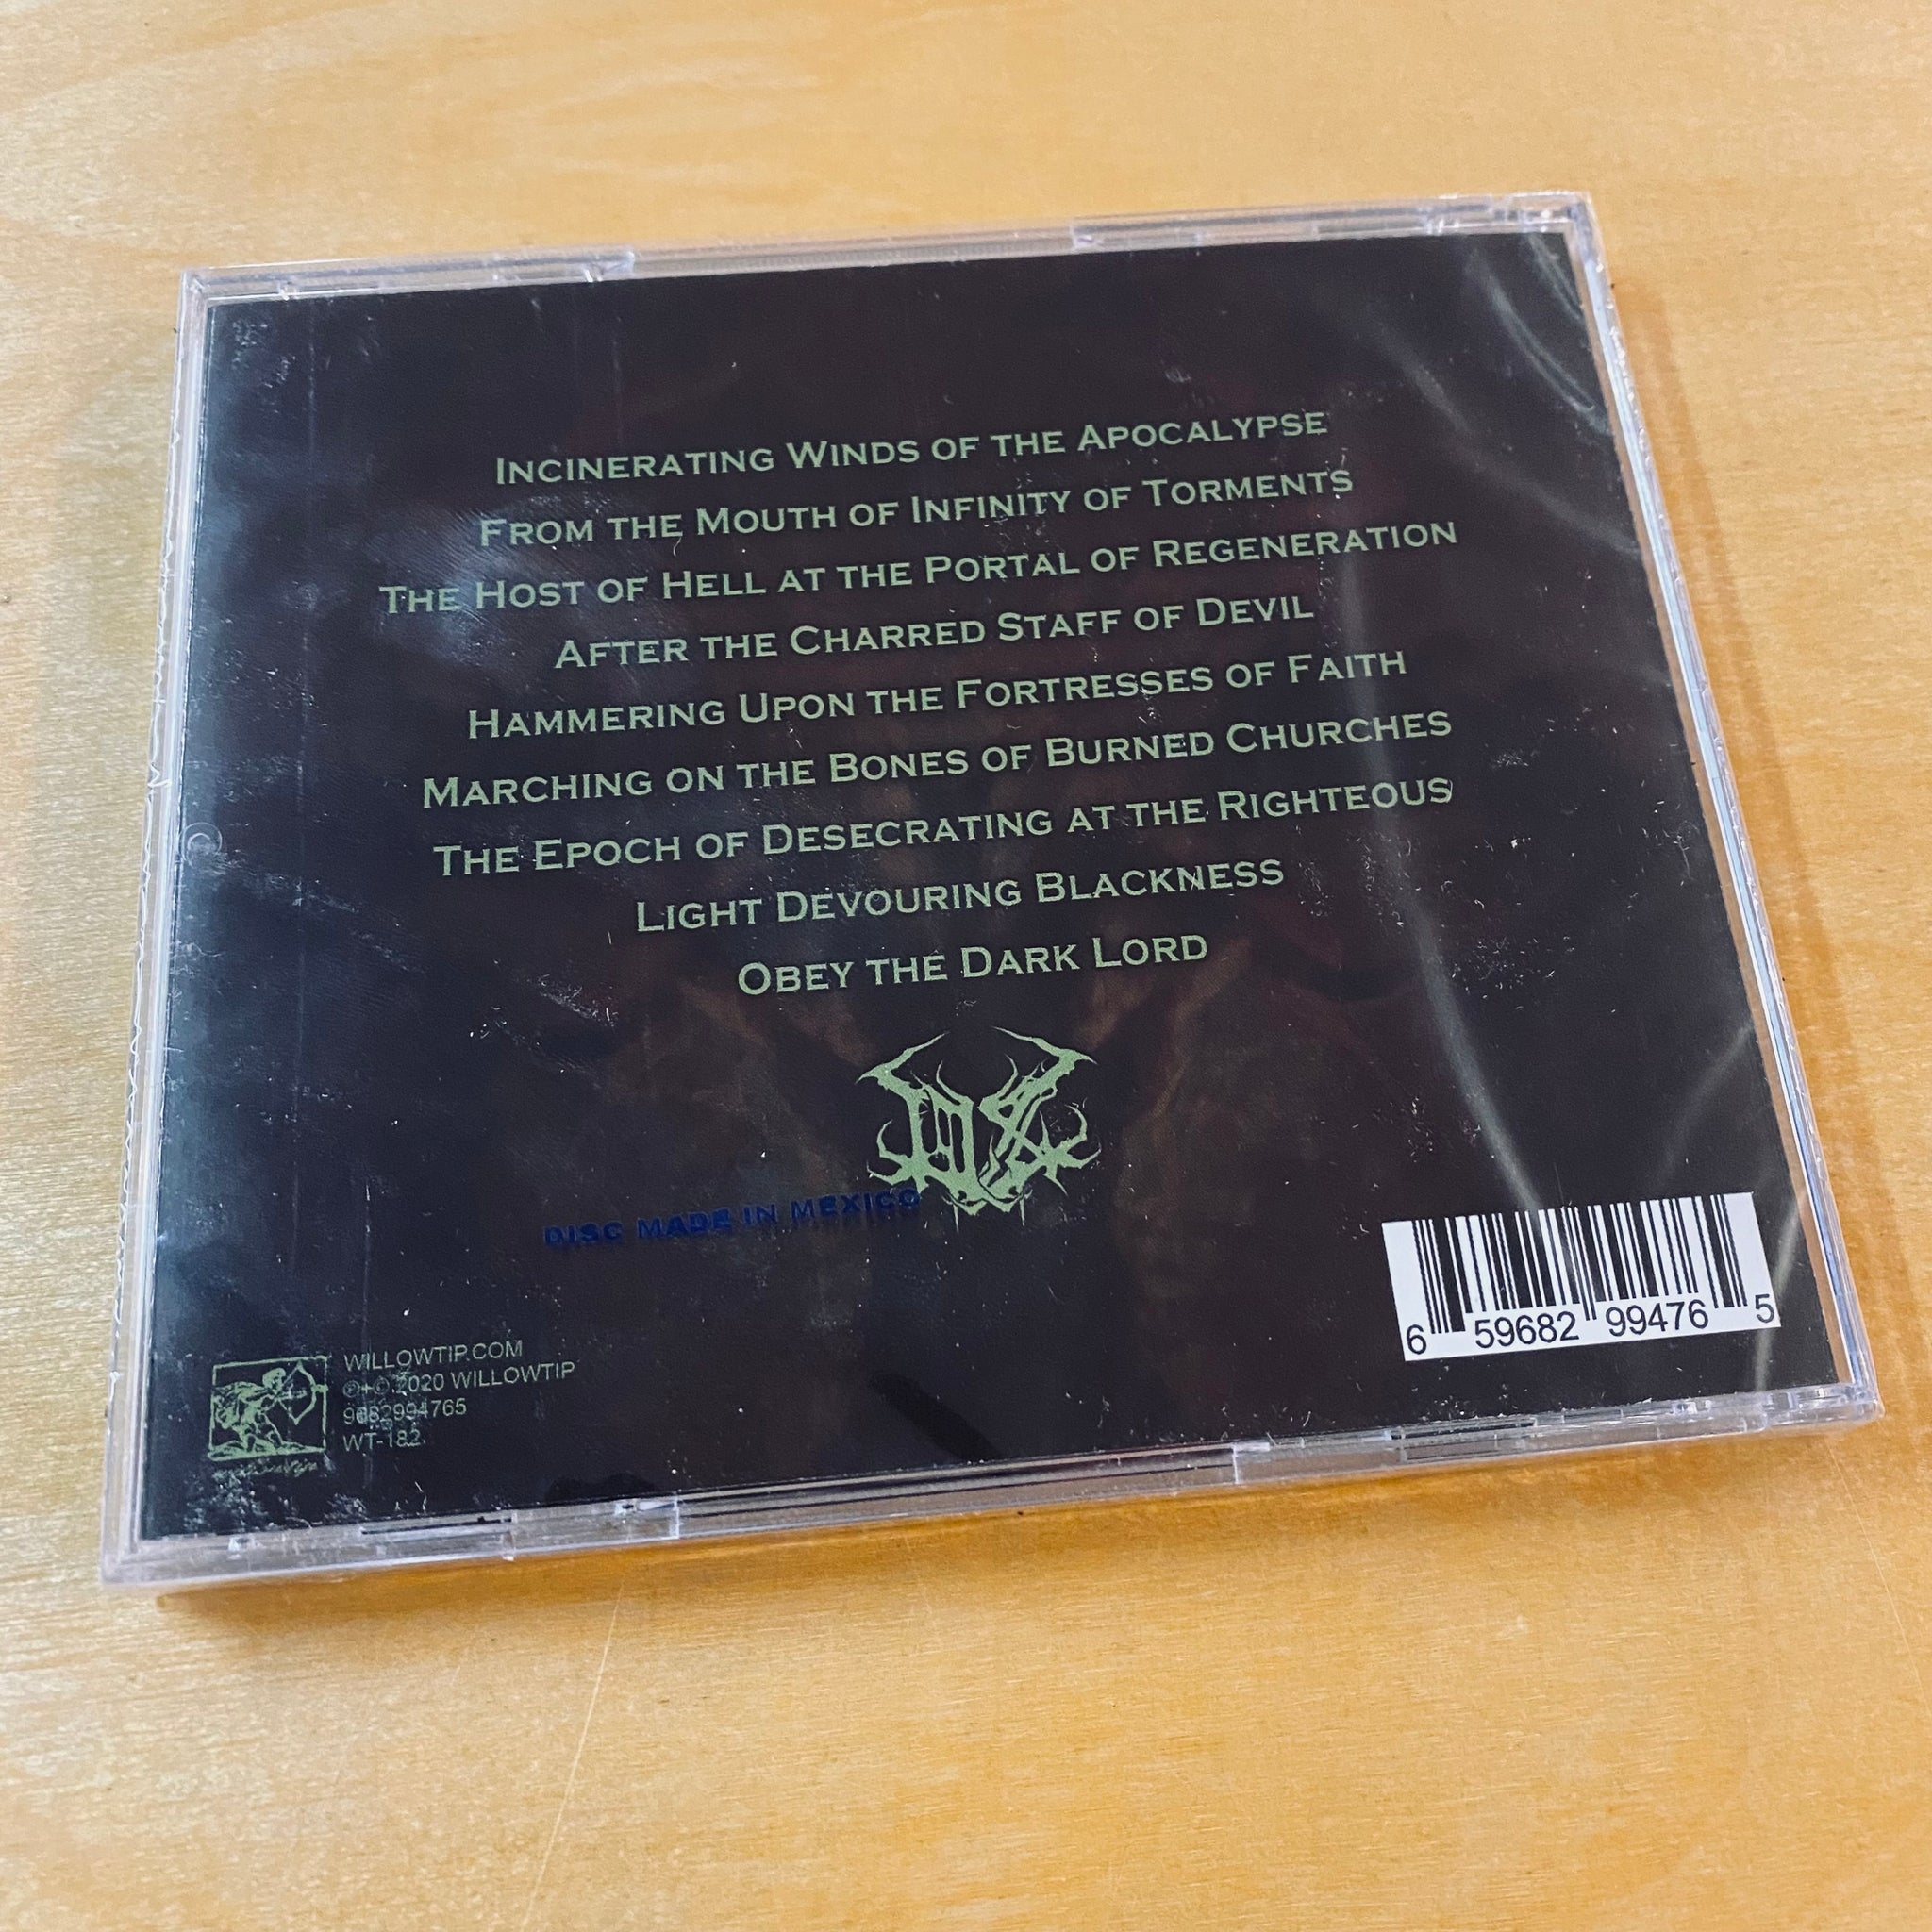 Incinerating Winds of the Apocalypse
From the Mouth of Infinity of Torments
The Host of Hell at the Portal of Regeneration
After the Charred Staff of Devil
Hammering Upon the Fortresses of Faith
Marching on the Bones of Burned Churches
The Epoch of Desecrating at the Righteous
Light Devouring Blackness
Obey the Dark Lord
DISC MADE IN MEXICO
WILLOWTIP.COM
℗+© 2020 WILLOWTIP
9682994765
WT-182
6 59682 99476 5